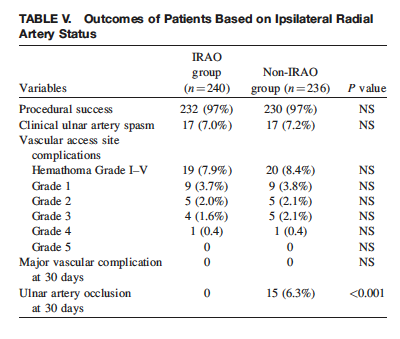 TABLE V. Outcomes of Patients Based on Ipsilateral Radial
Artery Status
IRAO
group Non-IRAO
Variables (n=240) group (n=236) P value
Procedural success 232 (97%) 230 (97%) NS
Clinical ulnar artery spasm 17 (7.0%) 17 (7.2%) NS
Vascular access site
complications
Hemathoma Grade I–V 19 (7.9%) 20 (8.4%) NS
Grade 1 9 (3.7%) 9 (3.8%) NS
Grade 2 5 (2.0%) 5 (2.1%) NS
Grade 3 4 (1.6%) 5 (2.1%) NS
Grade 4 1 (0.4) 1 (0.4) NS
Grade 5 0 0 NS
Major vascular complication 0 0 NS
at 30 days
Ulnar artery occlusion 0 15 (6.3%) <0.001
at 30 days